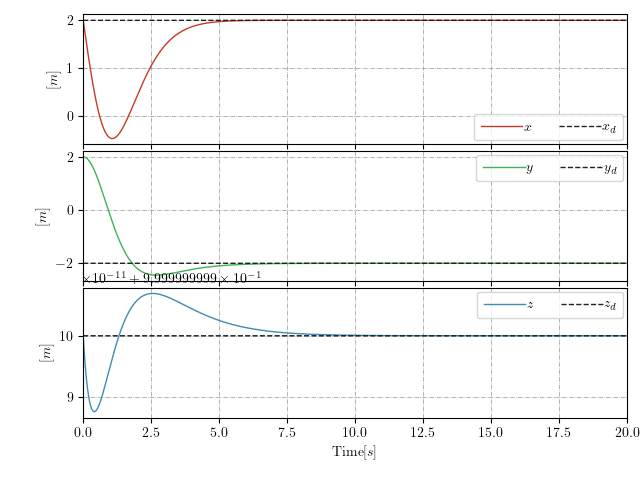 2
1
0
[m]
x x_d
2
0
−2
[m]
y y_d
×10^{−11} + 9.999999999 × 10^{−1}
10
9
[m]
z z_d
0.0 2.5 5.0 7.5 10.0 12.5 15.0 17.5 20.0
Time[s]